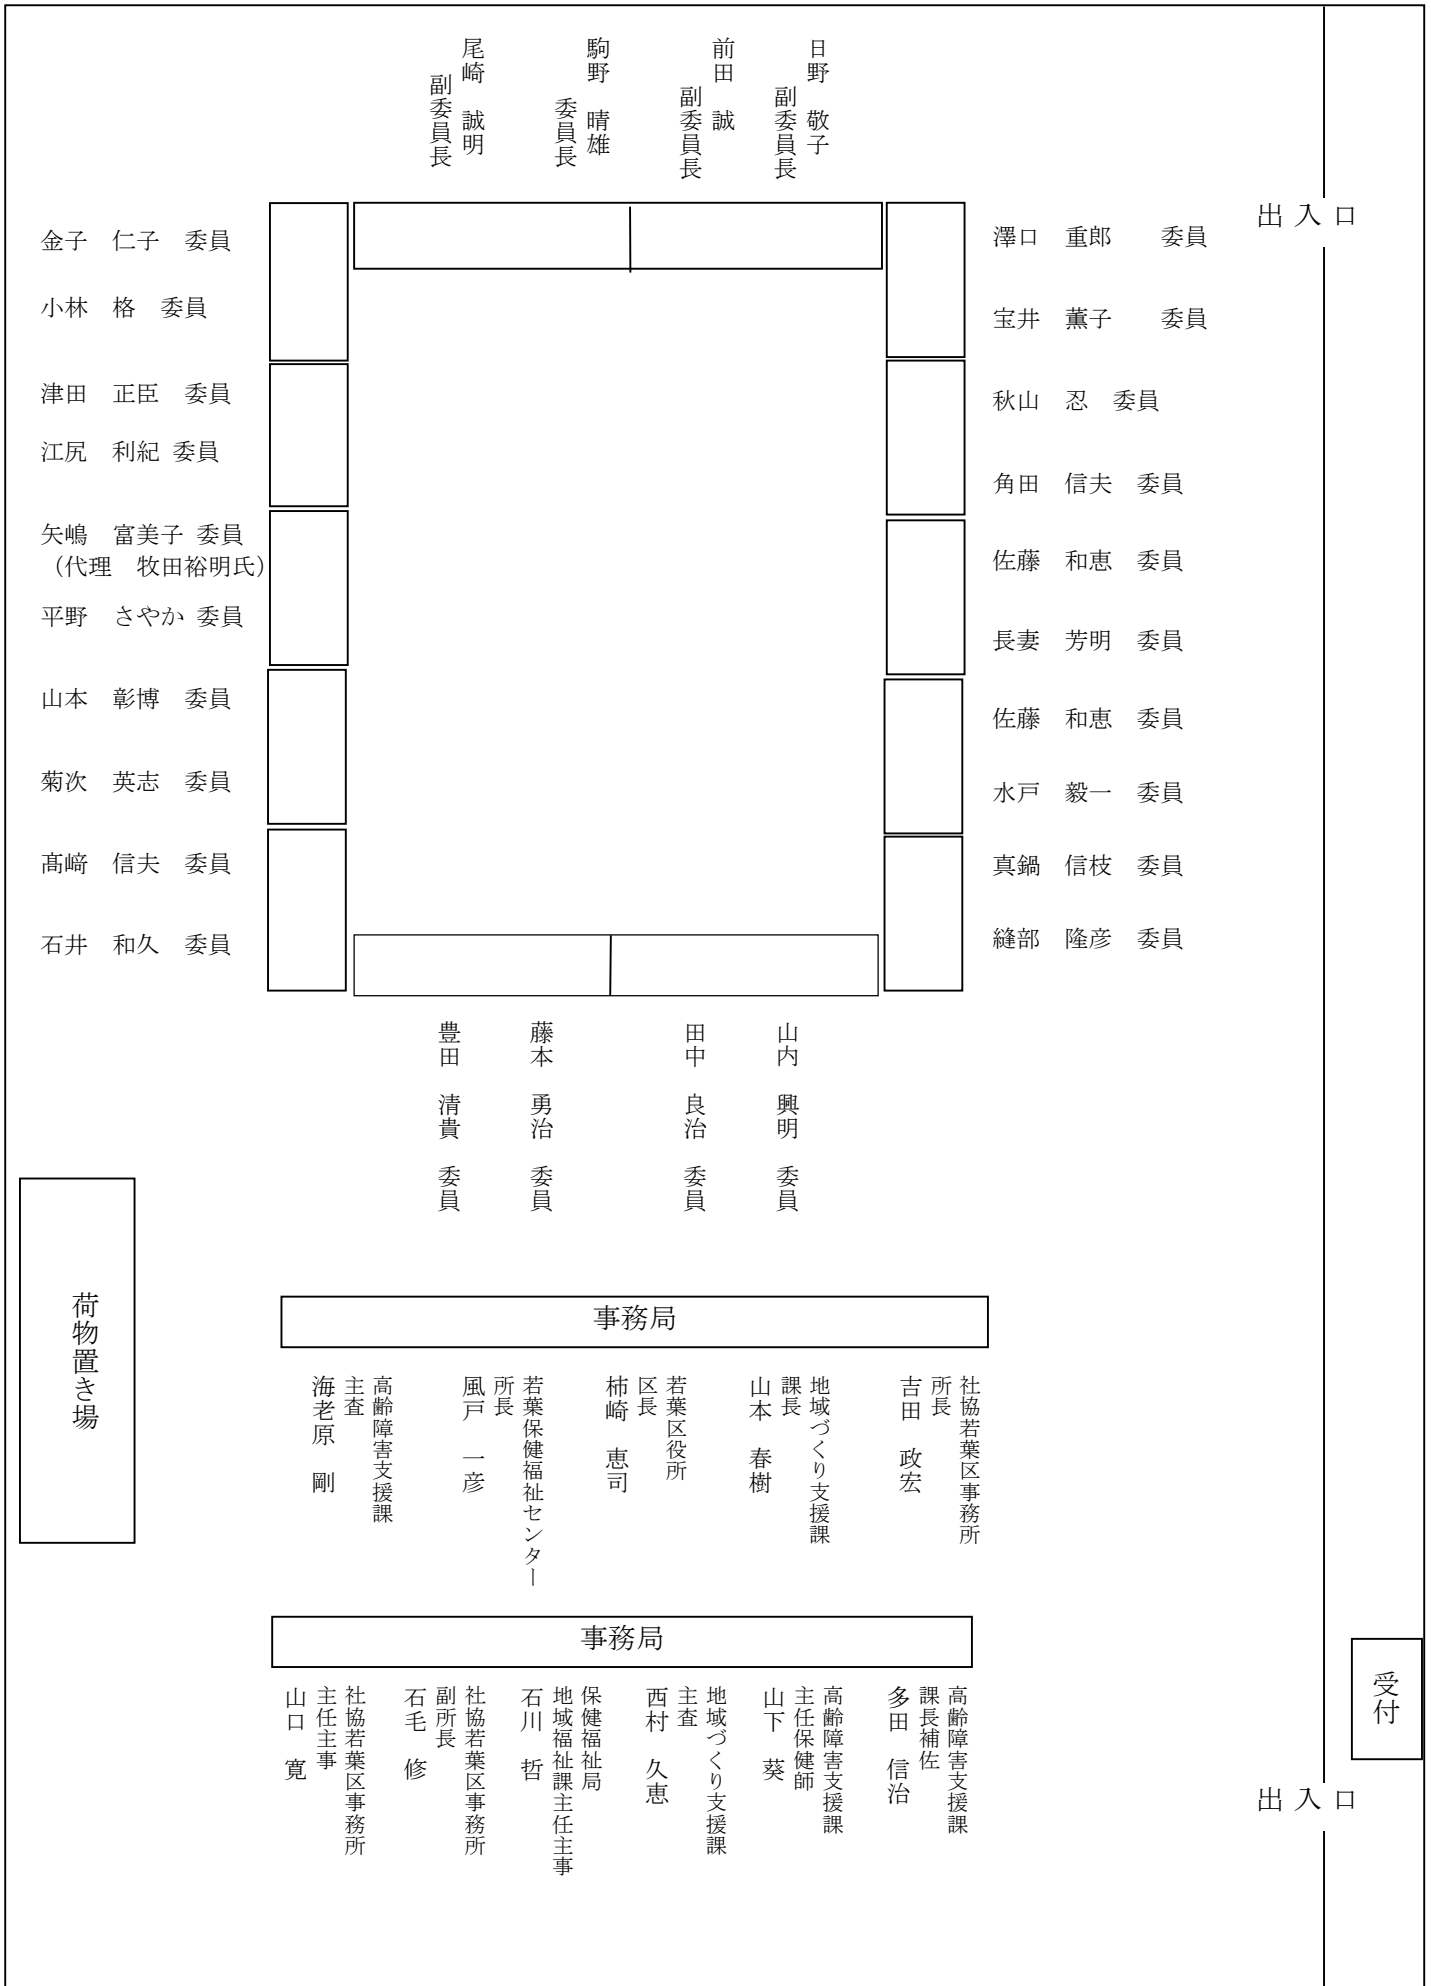 日野 敬子
副委員長
前田 誠
副委員長
駒野 晴雄
委員長
尾崎 誠明
副委員長
出入口
金子 仁子 委員
小林 格 委員
津田 正臣 委員
江尻 利紀 委員
矢嶋 富美子 委員
（代理 牧田裕明氏）
平野 さやか 委員
山本 彰博 委員
菊次 英志 委員
髙﨑 信夫 委員
石井 和久 委員
澤口 重郎 委員
宝井 薫子 委員
秋山 忍 委員
角田 信夫 委員
佐藤 和恵 委員
長妻 芳明 委員
佐藤 和恵 委員
水戸 毅一 委員
真鍋 信枝 委員
縫部 隆彦 委員
山内 興明 委員
田中 良治 委員
藤本 勇治 委員
豊田 清貴 委員
荷物置き場
事務局
社協若葉区事務所
所長
吉田 政宏
地域づくり支援課
課長
山本 春樹
若葉区役所
区長
柿崎 恵司
若葉保健福祉センター
所長
風戸 一彦
高齢障害支援課
主査
海老原 剛
事務局
高齢障害支援課
課長補佐
多田 信治
高齢障害支援課
主任保健師
山下 葵
地域づくり支援課
主査
西村 久恵
保健福祉局
地域福祉課主任主事
石川 哲
社協若葉区事務所
副所長
石毛 修
社協若葉区事務所
主任主事
山口 寛
受付
出入口